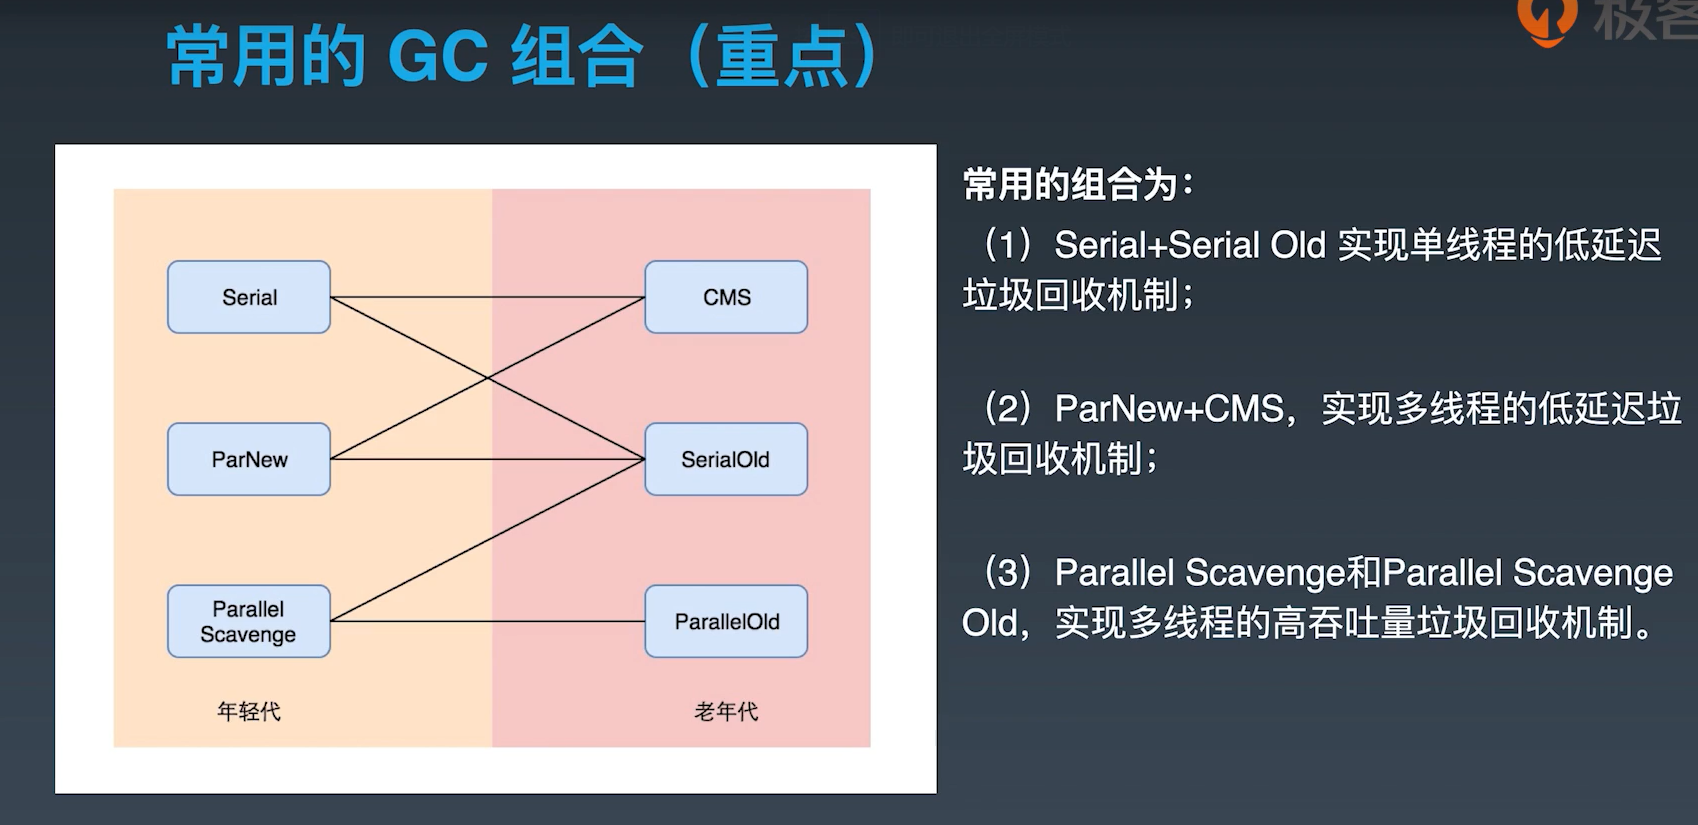 常用的 GC 组合（重点）
极客
Serial
CMS
ParNew
SerialOld
Parallel
Scavenge
ParallelOld
年轻代
老年代
常用的组合为：
（1）Serial+Serial Old 实现单线程的低延迟
垃圾回收机制；
（2）ParNew+CMS，实现多线程的低延迟垃
圾回收机制；
（3）Parallel Scavenge和Parallel Scavenge
Old，实现多线程的高吞吐量垃圾回收机制。